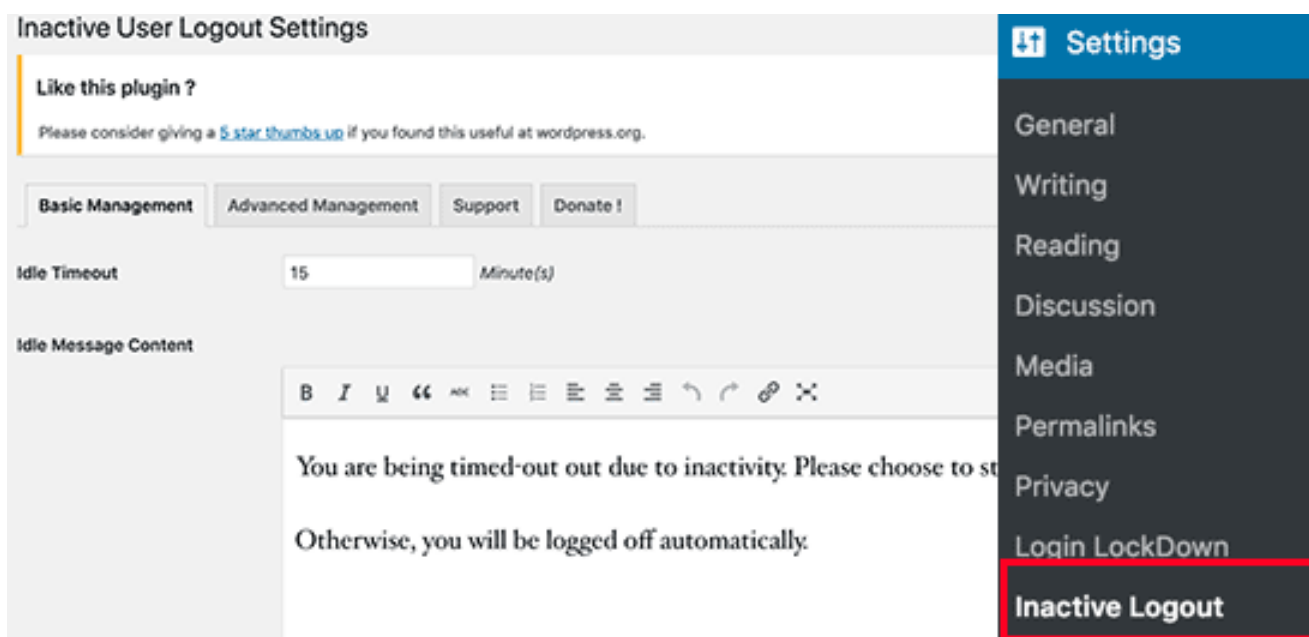 Inactive User Logout Settings
Like this plugin ?
Please consider giving a 5 star thumbs up if you found this useful at wordpress.org.
Basic Management Advanced Management Support Donate !
Idle Timeout 15 Minute(s)
Idle Message Content
B I U “ ABC
You are being timed-out out due to inactivity. Please choose to st
Otherwise, you will be logged off automatically.
Settings
General
Writing
Reading
Discussion
Media
Permalinks
Privacy
Login LockDown
Inactive Logout